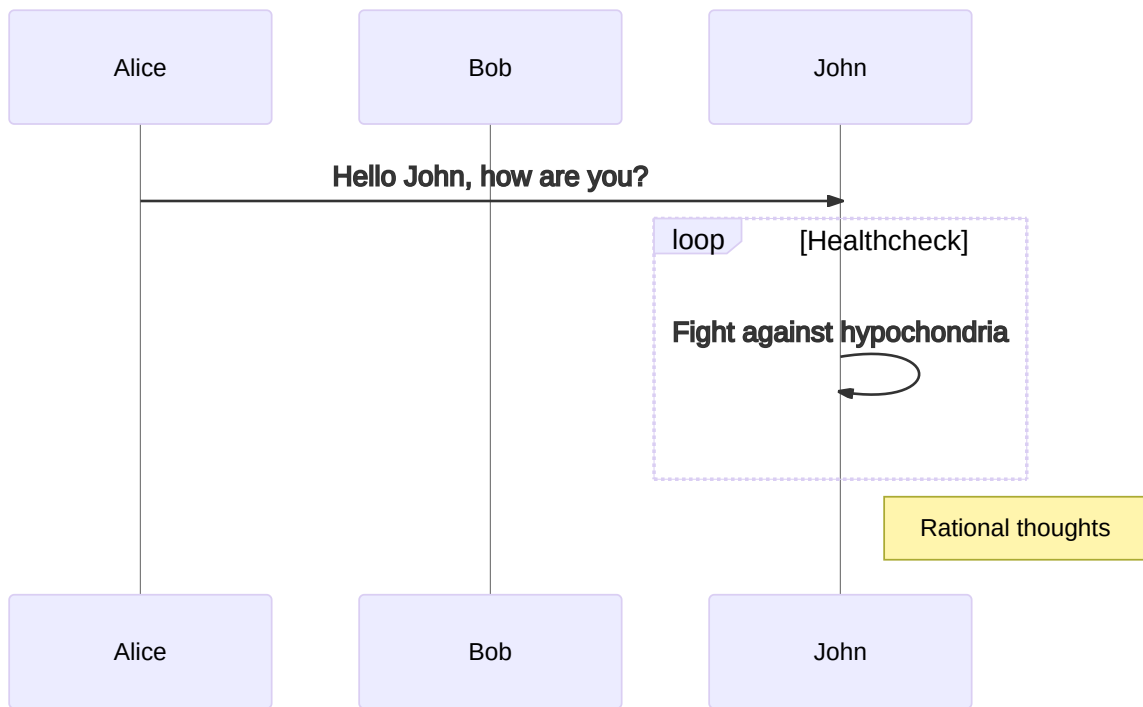 Alice
Bob
John
Hello John, how are you?
loop
[Healthcheck]
Fight against hypochondria
Rational thoughts
Alice
Bob
John